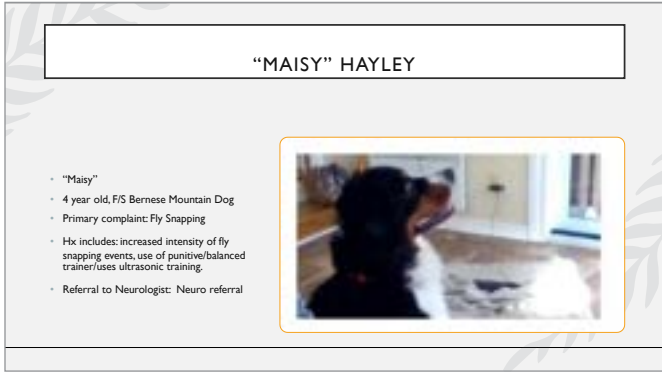 “MAISY” HAYLEY
• “Maisy”
• 4 year old, F/S Bernese Mountain Dog
• Primary complaint: Fly Snapping
• Hx includes: increased intensity of fly
snapping events, use of punitive/balanced
trainer/uses ultrasonic training.
• Referral to Neurologist: Neuro referral